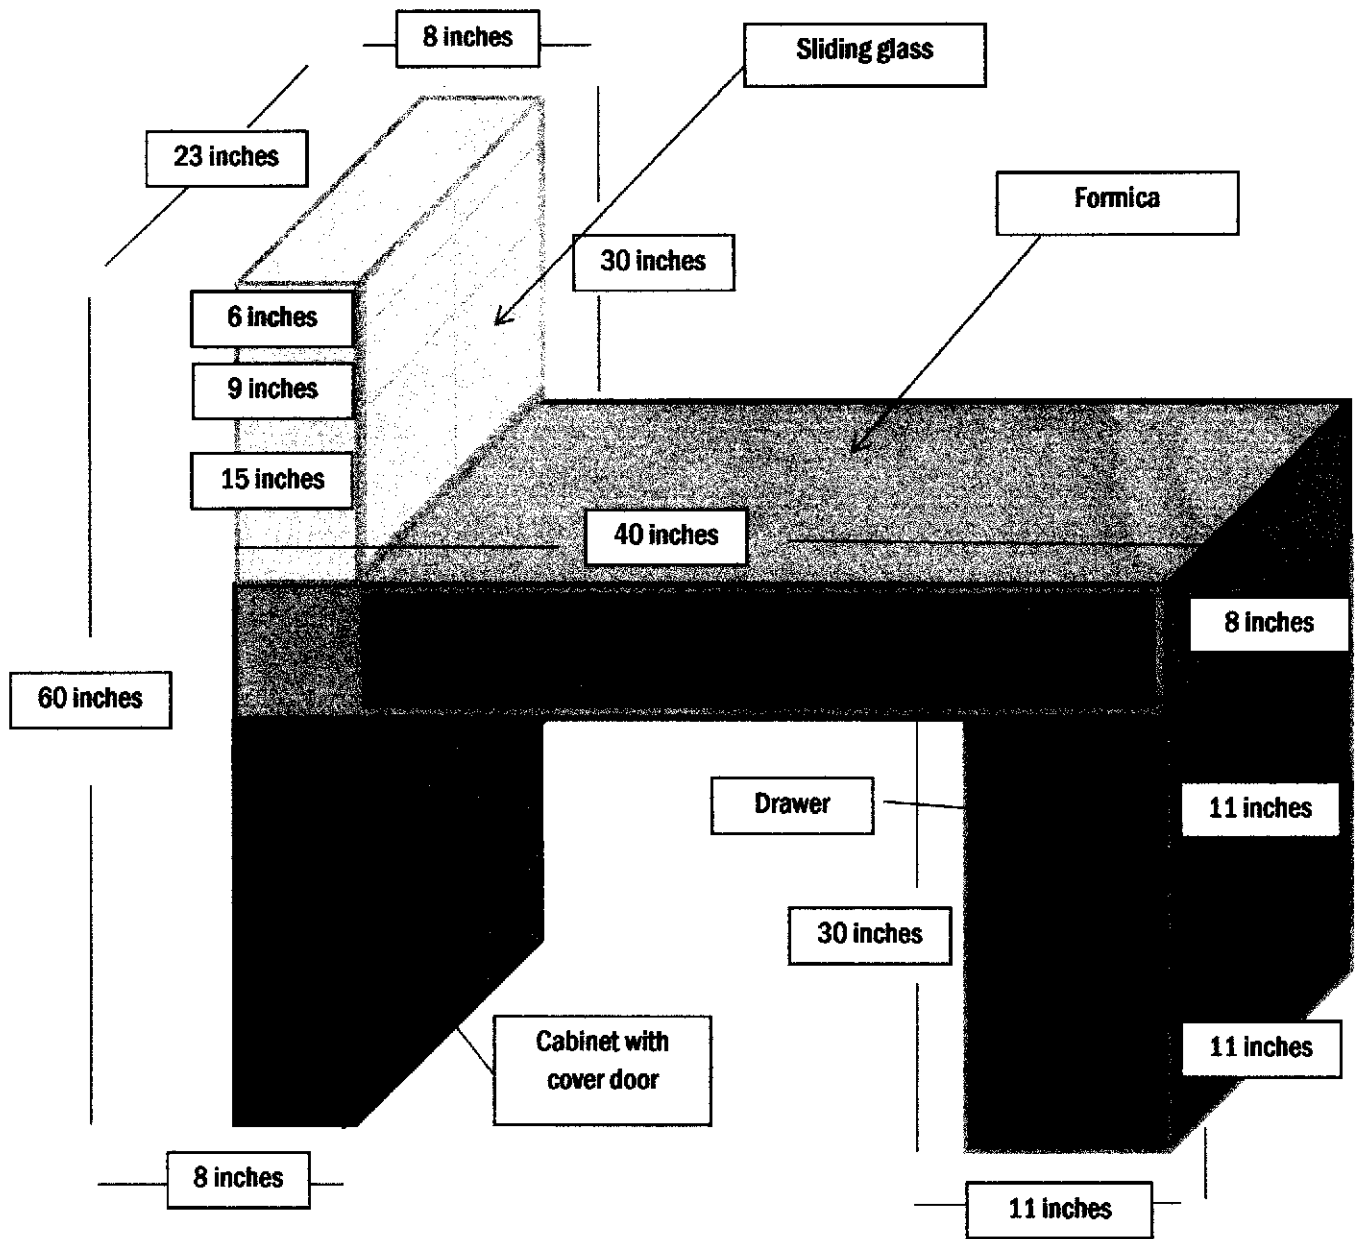 8 inches
Sliding glass
23 inches
Formica
30 inches
6 inches
9 inches
15 inches
40 inches
8 inches
60 inches
Drawer
11 inches
30 inches
Cabinet with
cover door
11 inches
8 inches
11 inches